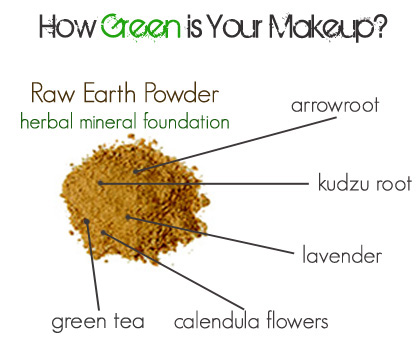 How Green is Your Makeup?
Raw Earth Powder
herbal mineral foundation
arrowroot
kudzu root
lavender
green tea
calendula flowers